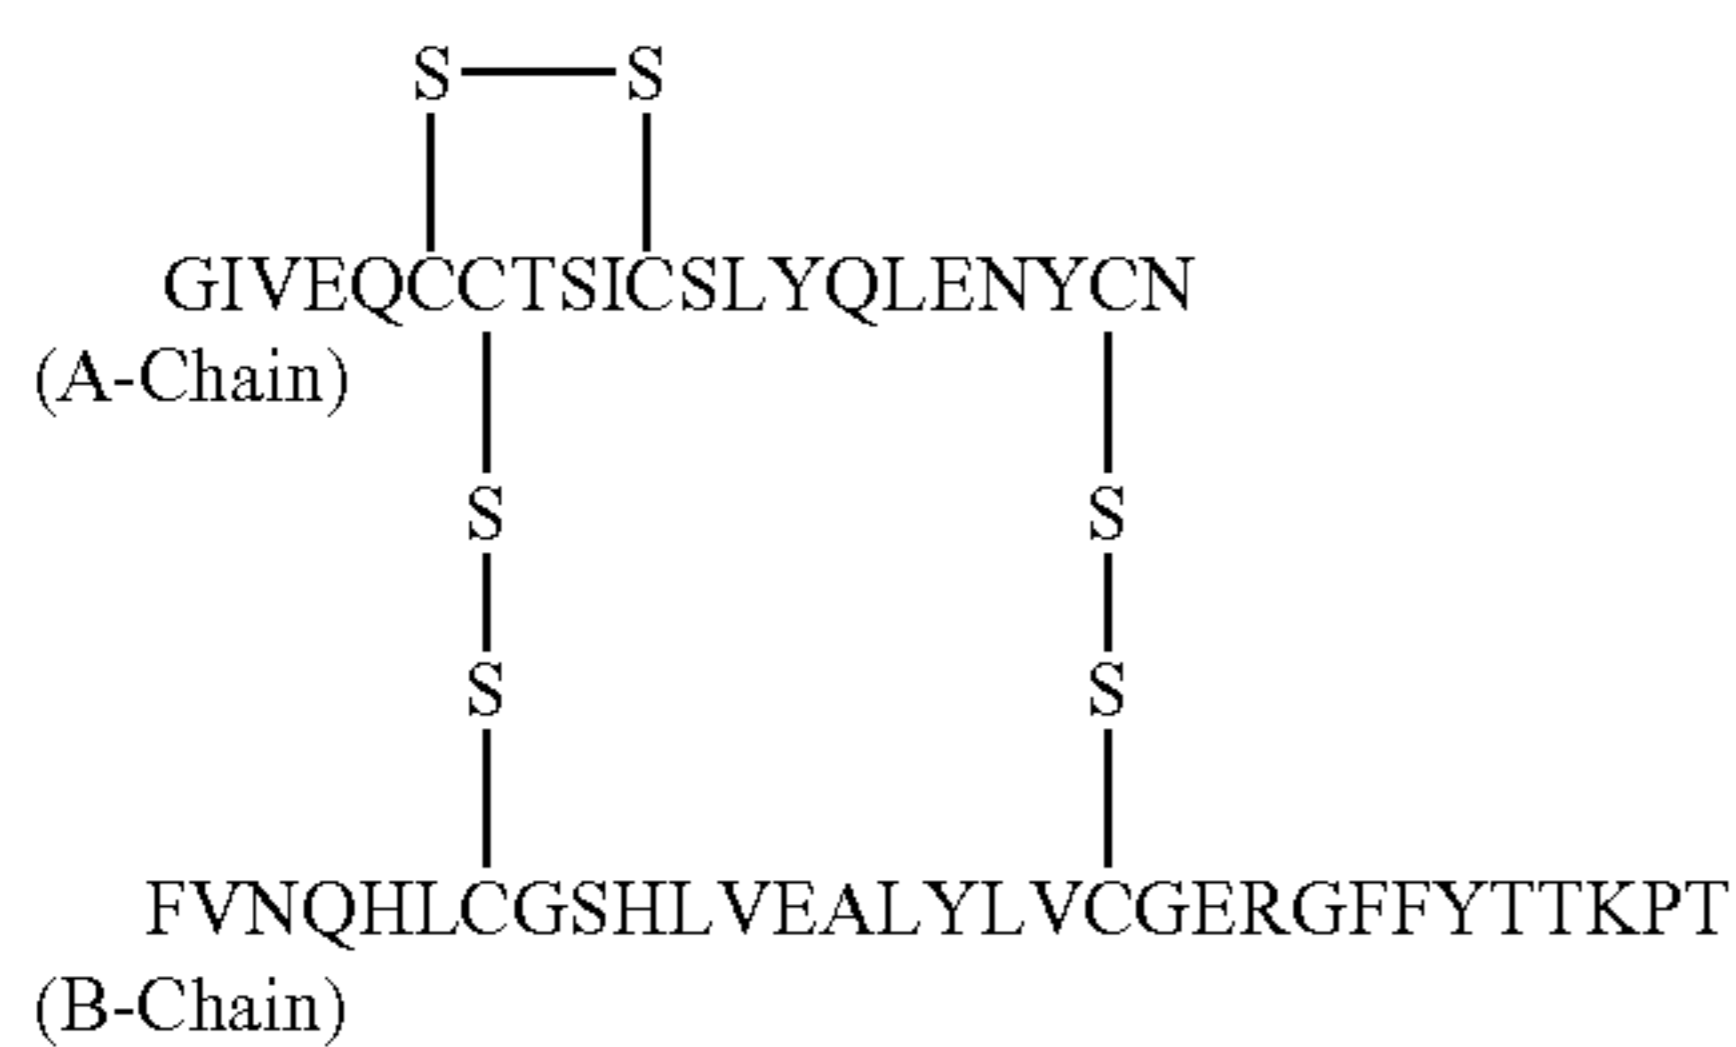 S S
GIVEQCCTSICSLYQLENYCN
(A-Chain)
S S
S S
FVNQHLCGSHLVEALYLVCGERGFFYTTKPT
(B-Chain)